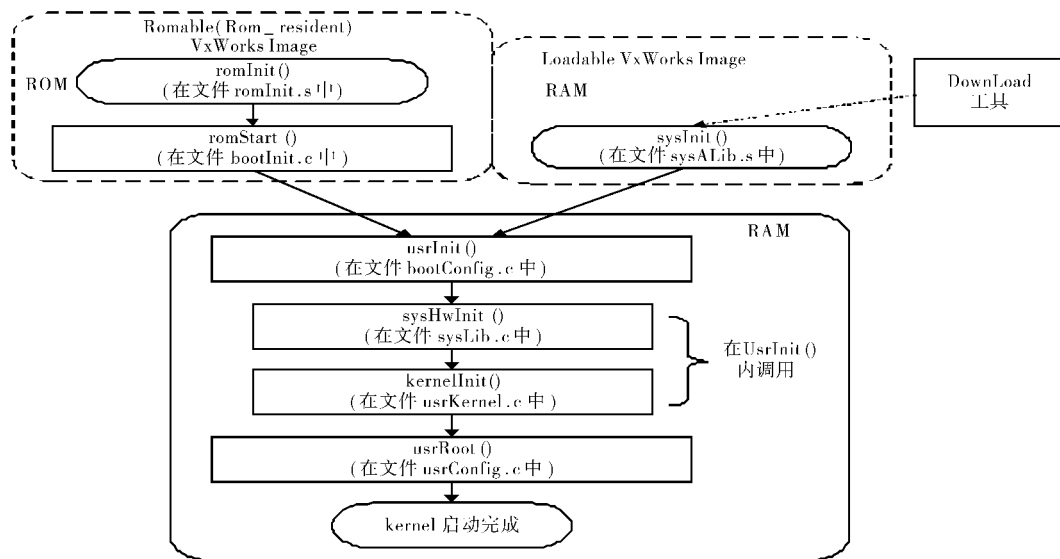 Romable(Rom_resident)
VxWorks Image
ROM
romInit()
(在文件 romInit.s 中)
romStart ()
(在文件 bootInit.c 中)
Loadable VxWorks Image
RAM
sysInit()
(在文件 sysALib.s 中)
DownLoad
工具
RAM
usrInit()
(在文件 bootConfig.c 中)
sysHwInit ()
(在文件 sysLib.c 中)
kernelInit()
(在文件 usrKernel.c 中)
在UsrInit()
内调用
usrRoot()
(在文件 usrConfig.c 中)
kernel 启动完成